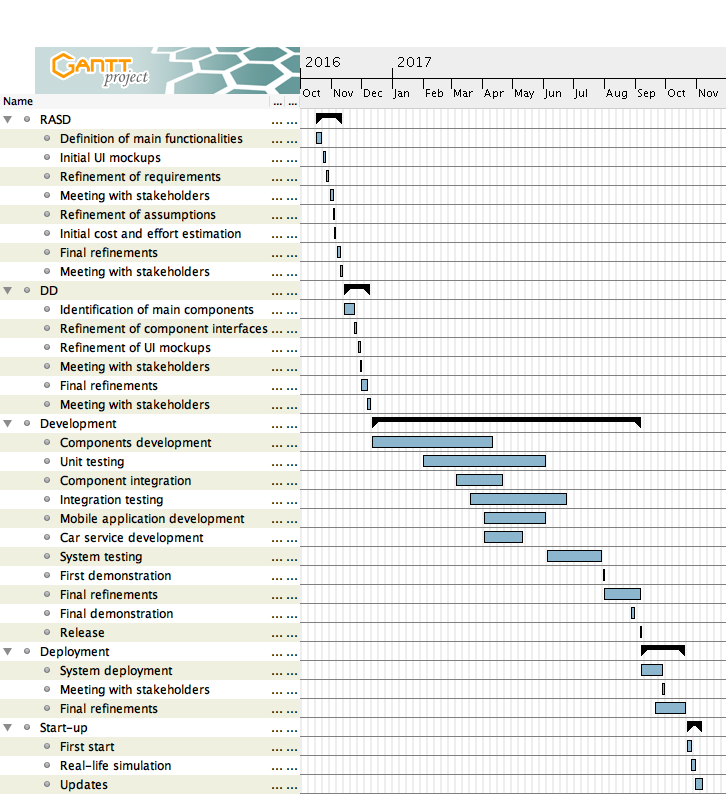 GANTT
project
2016 2017
Oct Nov Dec Jan Feb Mar Apr May Jun Jul Aug Sep Oct Nov
Name ... ...
RASD ... ...
Definition of main functionalities ... ...
Initial UI mockups ... ...
Refinement of requirements ... ...
Meeting with stakeholders ... ...
Refinement of assumptions ... ...
Initial cost and effort estimation ... ...
Final refinements ... ...
Meeting with stakeholders ... ...
DD ... ...
Identification of main components ... ...
Refinement of component interfaces ... ...
Refinement of UI mockups ... ...
Meeting with stakeholders ... ...
Final refinements ... ...
Meeting with stakeholders ... ...
Development ... ...
Components development ... ...
Unit testing ... ...
Component integration ... ...
Integration testing ... ...
Mobile application development ... ...
Car service development ... ...
System testing ... ...
First demonstration ... ...
Final refinements ... ...
Final demonstration ... ...
Release ... ...
Deployment ... ...
System deployment ... ...
Meeting with stakeholders ... ...
Final refinements ... ...
Start-up ... ...
First start ... ...
Real-life simulation ... ...
Updates ... ...